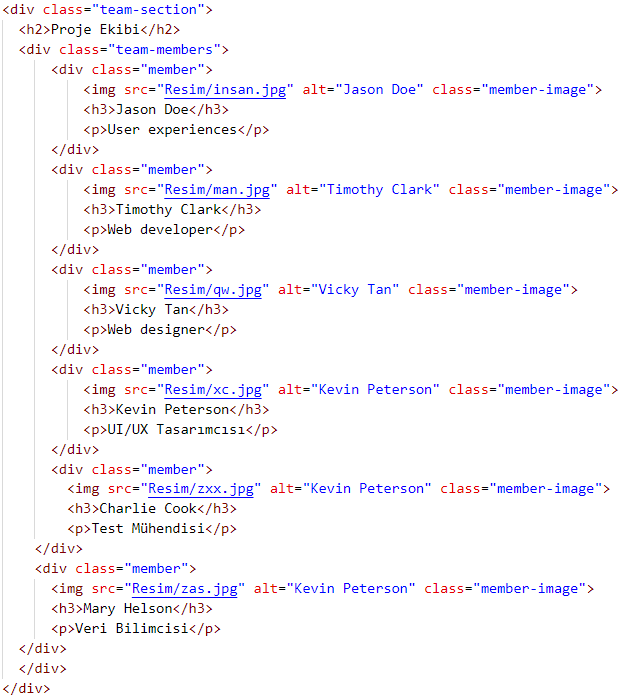 <div class="team-section">
<h2>Proje Ekibi</h2>
<div class="team-members">
<div class="member">
<img src="Resim/insan.jpg" alt="Jason Doe" class="member-image">
<h3>Jason Doe</h3>
<p>User experiences</p>
</div>
<div class="member">
<img src="Resim/man.jpg" alt="Timothy Clark" class="member-image">
<h3>Timothy Clark</h3>
<p>Web developer</p>
</div>
<div class="member">
<img src="Resim/qw.jpg" alt="Vicky Tan" class="member-image">
<h3>Vicky Tan</h3>
<p>Web designer</p>
</div>
<div class="member">
<img src="Resim/xc.jpg" alt="Kevin Peterson" class="member-image">
<h3>Kevin Peterson</h3>
<p>UI/UX Tasarımcısı</p>
</div>
<div class="member">
<img src="Resim/zxx.jpg" alt="Kevin Peterson" class="member-image">
<h3>Charlie Cook</h3>
<p>Test Mühendisi</p>
</div>
<div class="member">
<img src="Resim/zas.jpg" alt="Kevin Peterson" class="member-image">
<h3>Mary Helson</h3>
<p>Veri Bilimcisi</p>
</div>
</div>
</div>